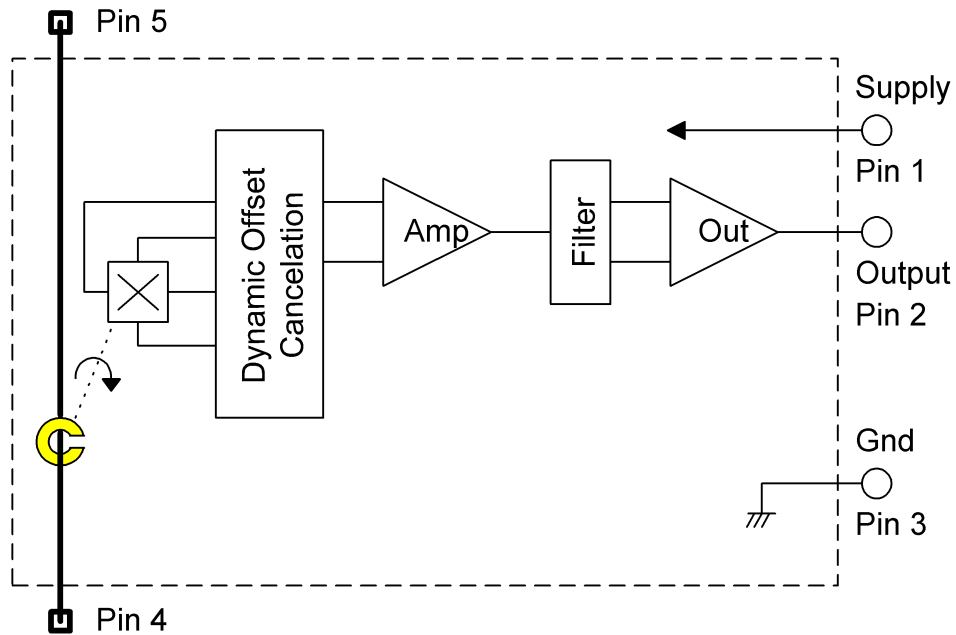 Pin 5
Supply
Pin 1
Dynamic Offset
Cancelation
Amp
Filter
Out
Output
Pin 2
Gnd
Pin 3
Pin 4